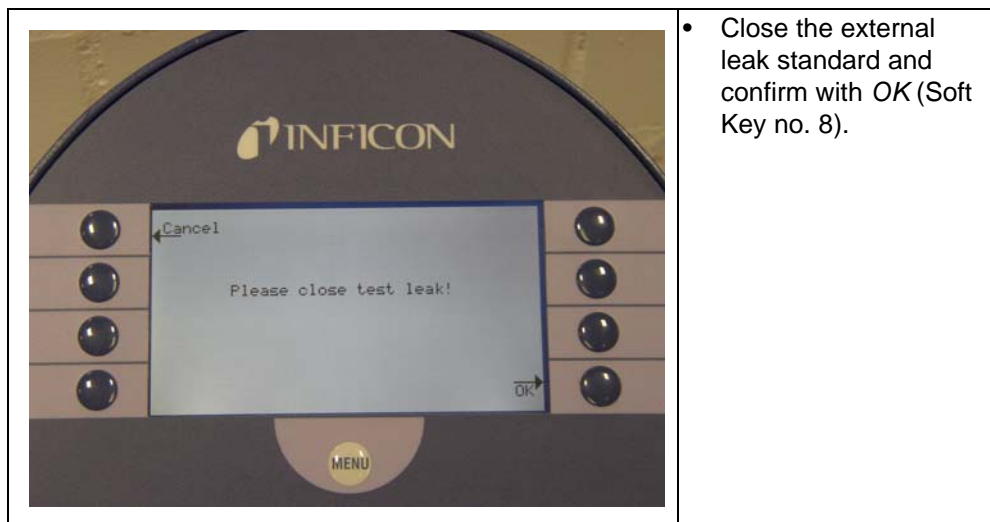 INFICON
Cancel
Please close test leak!
OK
MENU
• Close the external
leak standard and
confirm with OK (Soft
Key no. 8).